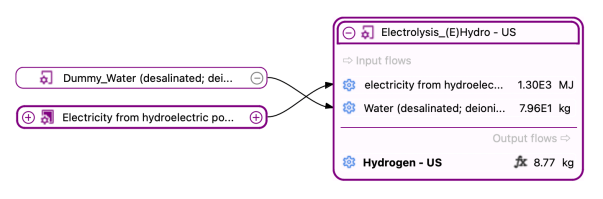 Electrolysis_(E)Hydro - US
Input flows
Dummy_Water (desalinated; dei...
electricity from hydroelec... 1.30E3 MJ
Water (desalinated; deioni... 7.96E1 kg
Electricity from hydroelectric po...
Output flows
Hydrogen - US fx 8.77 kg